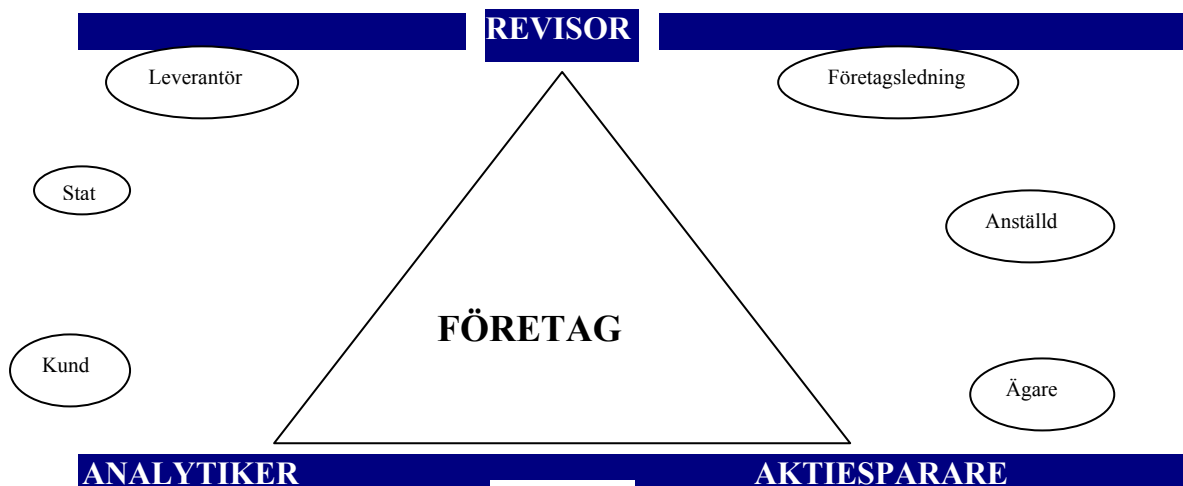 REVISOR
Leverantör
Företagsledning
Stat
Anställd
FÖRETAG
Kund
Ägare
ANALYTIKER
AKTIESPARARE